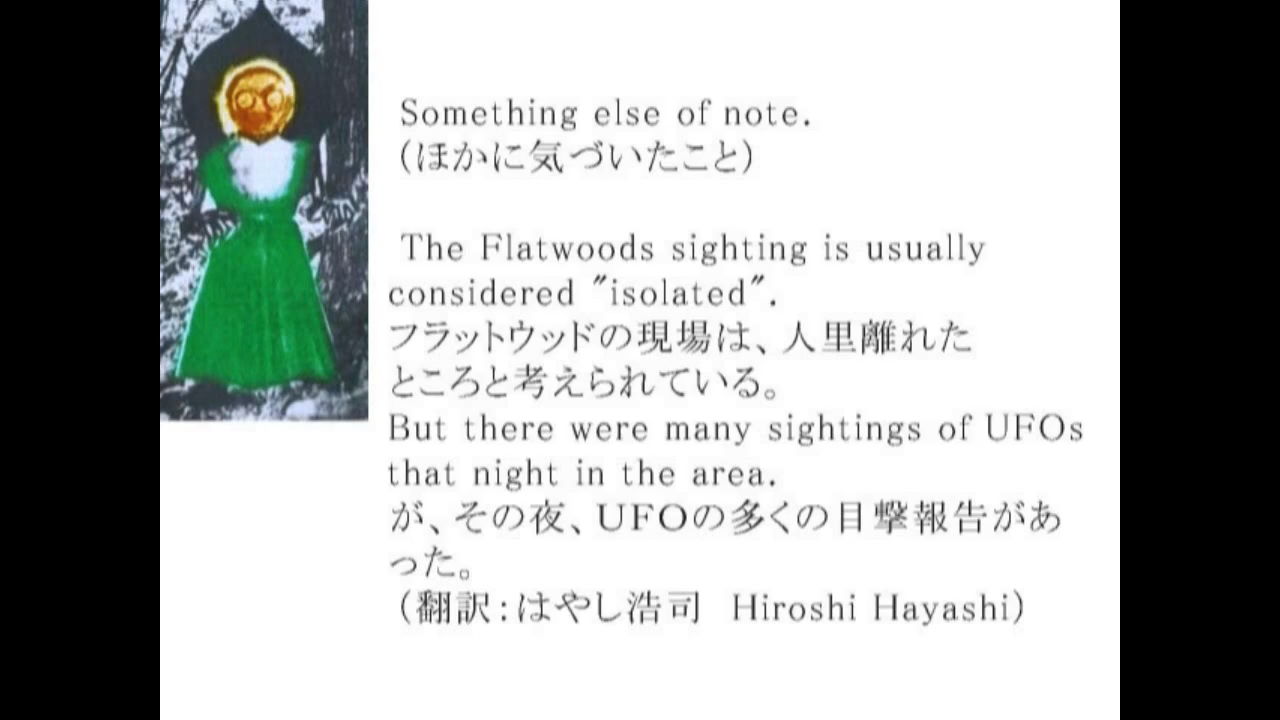 Something else of note.
(ほかに気づいたこと)
The Flatwoods sighting is usually
considered "isolated".
フラットウッドの現場は、人里離れた
ところと考えられている。
But there were many sightings of UFOs
that night in the area.
が、その夜、UFOの多くの目撃報告があ
った。
(翻訳:はやし浩司　Hiroshi Hayashi)